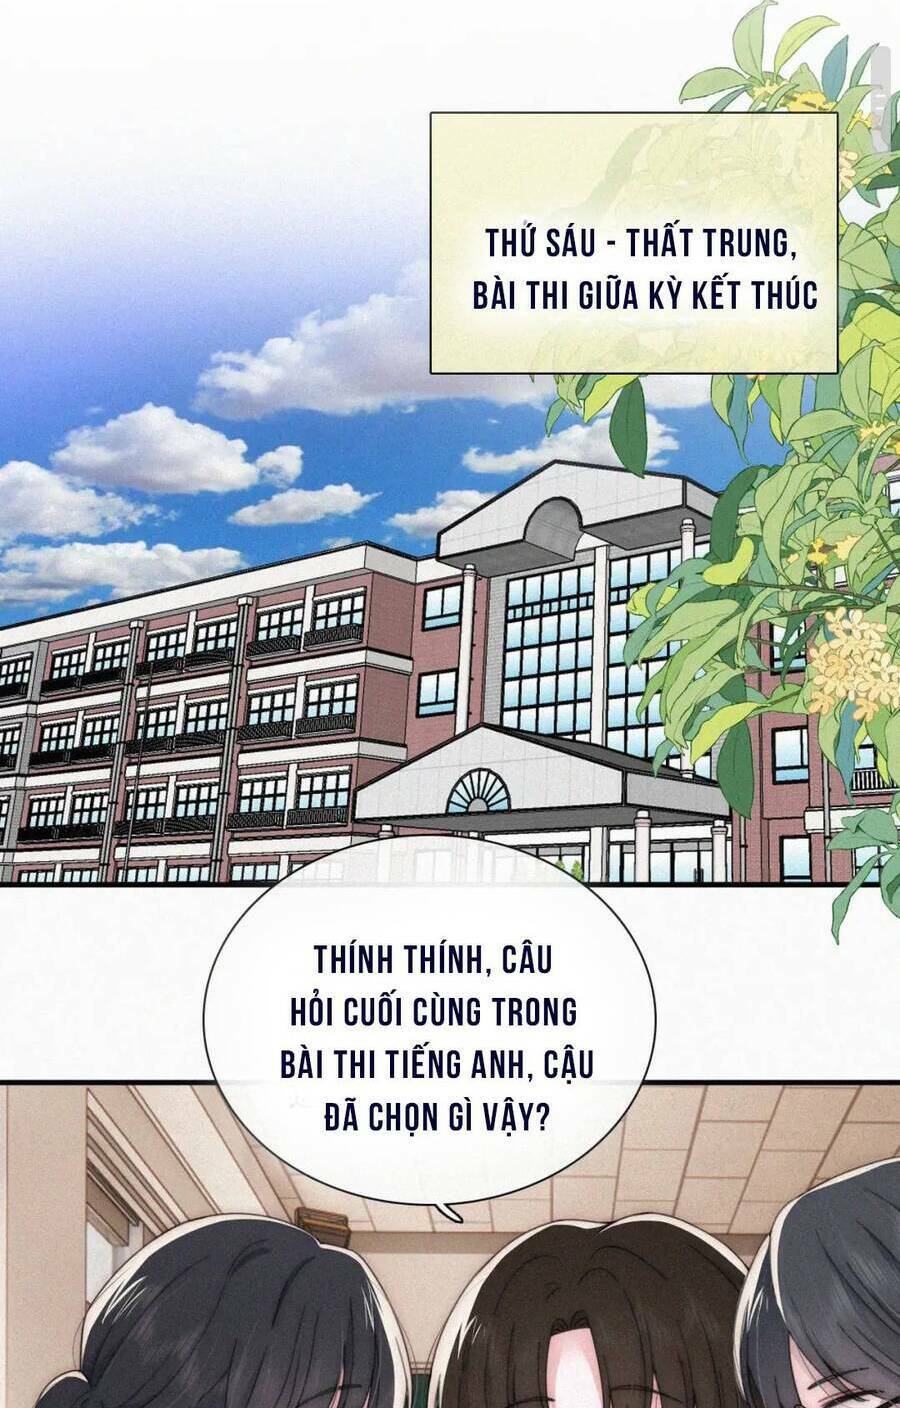 THỨ SÁU - THẤT TRUNG,
BÀI THI GIỮA KỲ KẾT THÚC
THÍNH THÍNH, CÂU
HỎI CUỐI CÙNG TRONG
BÀI THI TIẾNG ANH, CẬU
ĐÃ CHỌN GÌ VẬY?